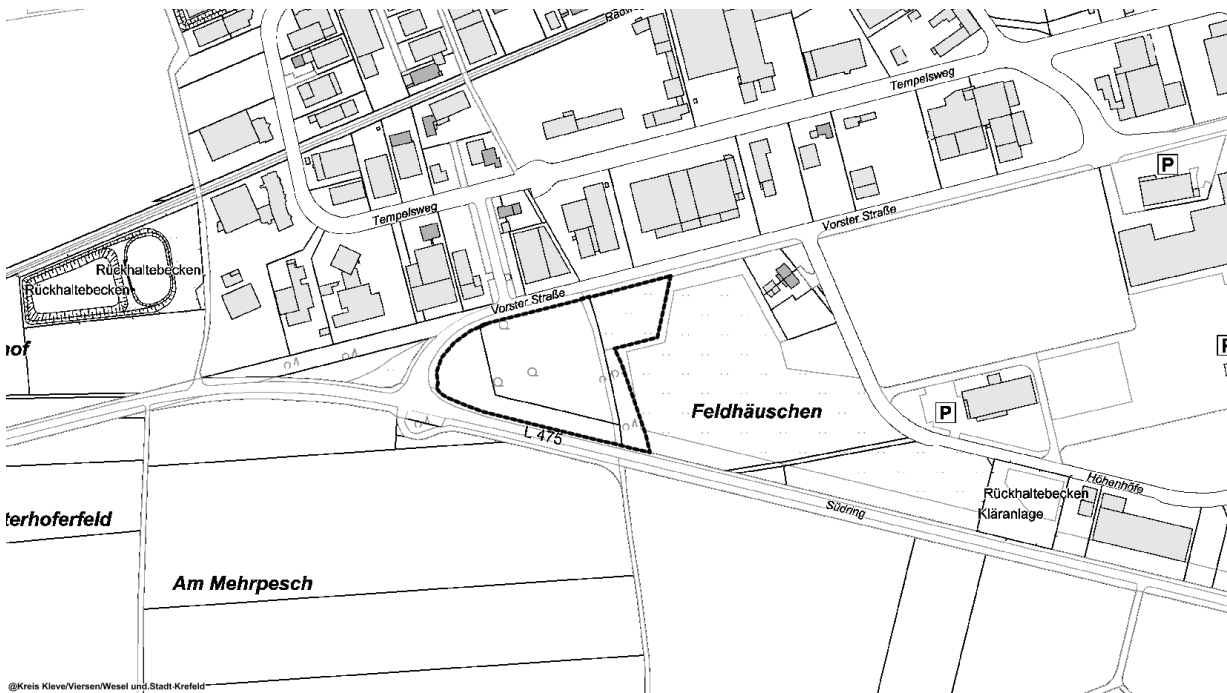 Tempelsweg
P
Tempelsweg
Vorster Straße
Rückhaltebecken
Rückhaltebecken
Vorster Straße
hof
Feldhäuschen
P
L 475
Höhenhöfe
Rückhaltebecken
Kläranlage
Südring
terhoferfeld
Am Mehrpesch
@Kreis Kleve/Viersen/Wesel und Stadt Krefeld